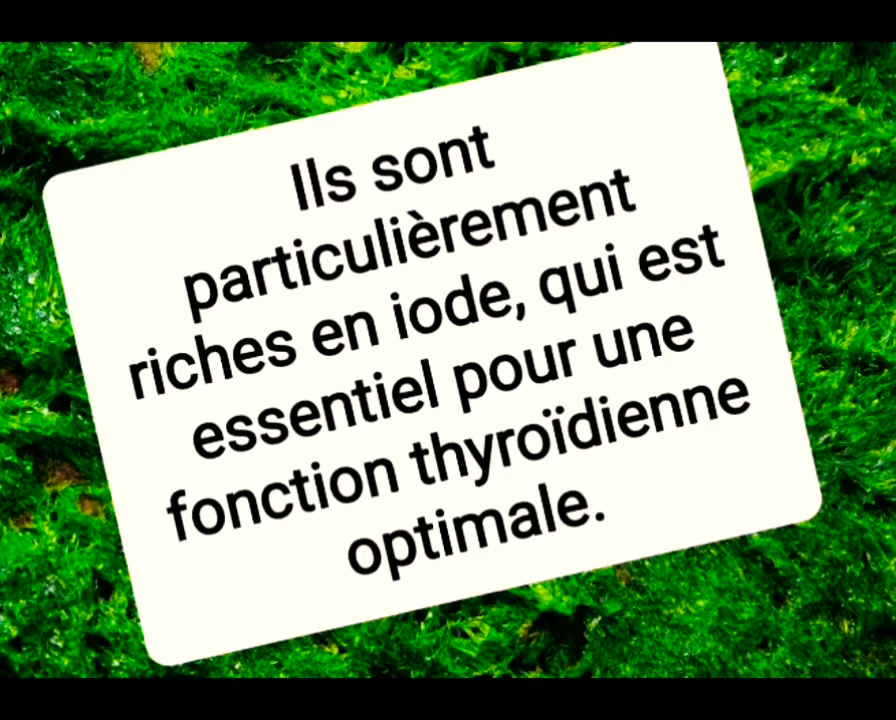 Ils sont
particulièrement
riches en iode, qui est
essentiel pour une
fonction thyroïdienne
optimale.